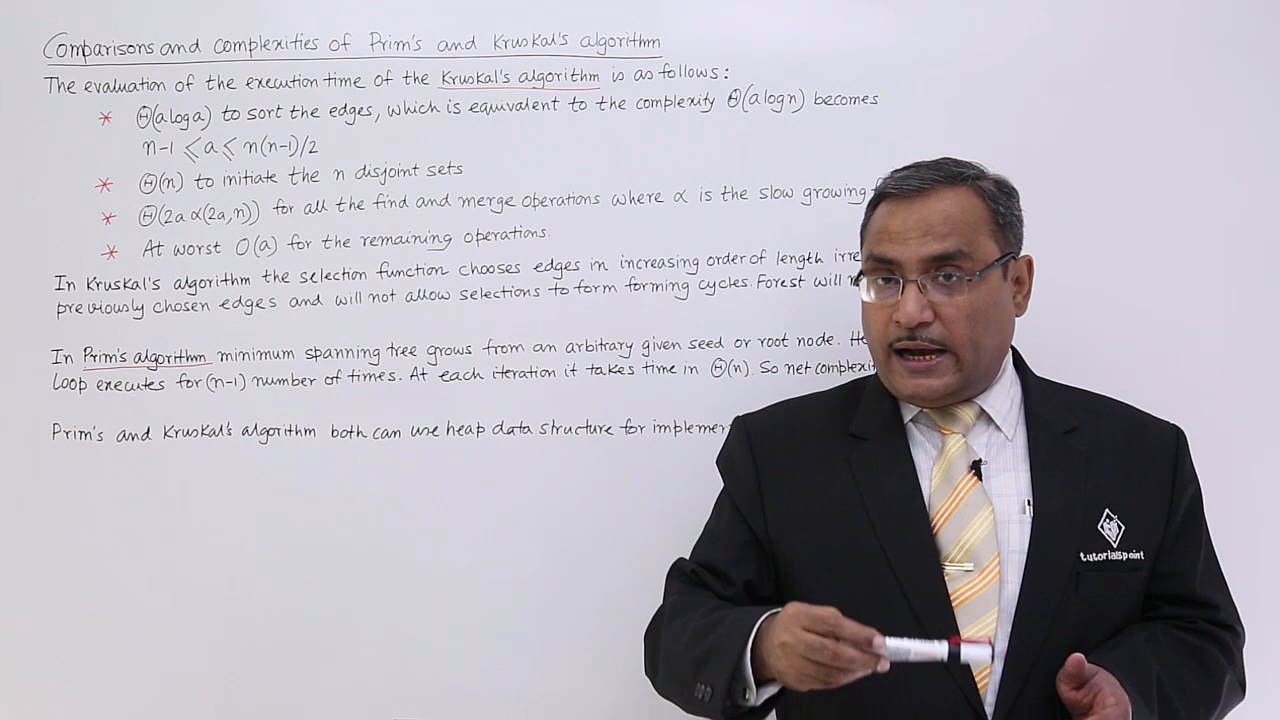 Comparisons and complexities of Prim's and Kruskal's algorithm
The evaluation of the execution time of the Kruskal's algorithm is as follows:
* Θ(a log a) to sort the edges, which is equivalent to the complexity Θ(a log n) becomes
n-1 ⩽ a ⩽ n(n-1)/2
* Θ(n) to initiate the n disjoint sets
* Θ(2a α(2a,n)) for all the find and merge operations where α is the slow growing
* At worst O(a) for the remaining operations.
In Kruskal's algorithm the selection function chooses edges in increasing order of length
previously chosen edges and will not allow selections to form forming cycles. Forest will
In Prim's algorithm minimum spanning tree grows from an arbitrary given seed or root node.
loop executes for (n-1) number of times. At each iteration it takes time in Θ(n). So net
Prim's and Kruskal's algorithm both can use heap data structure for
tutorialspoint